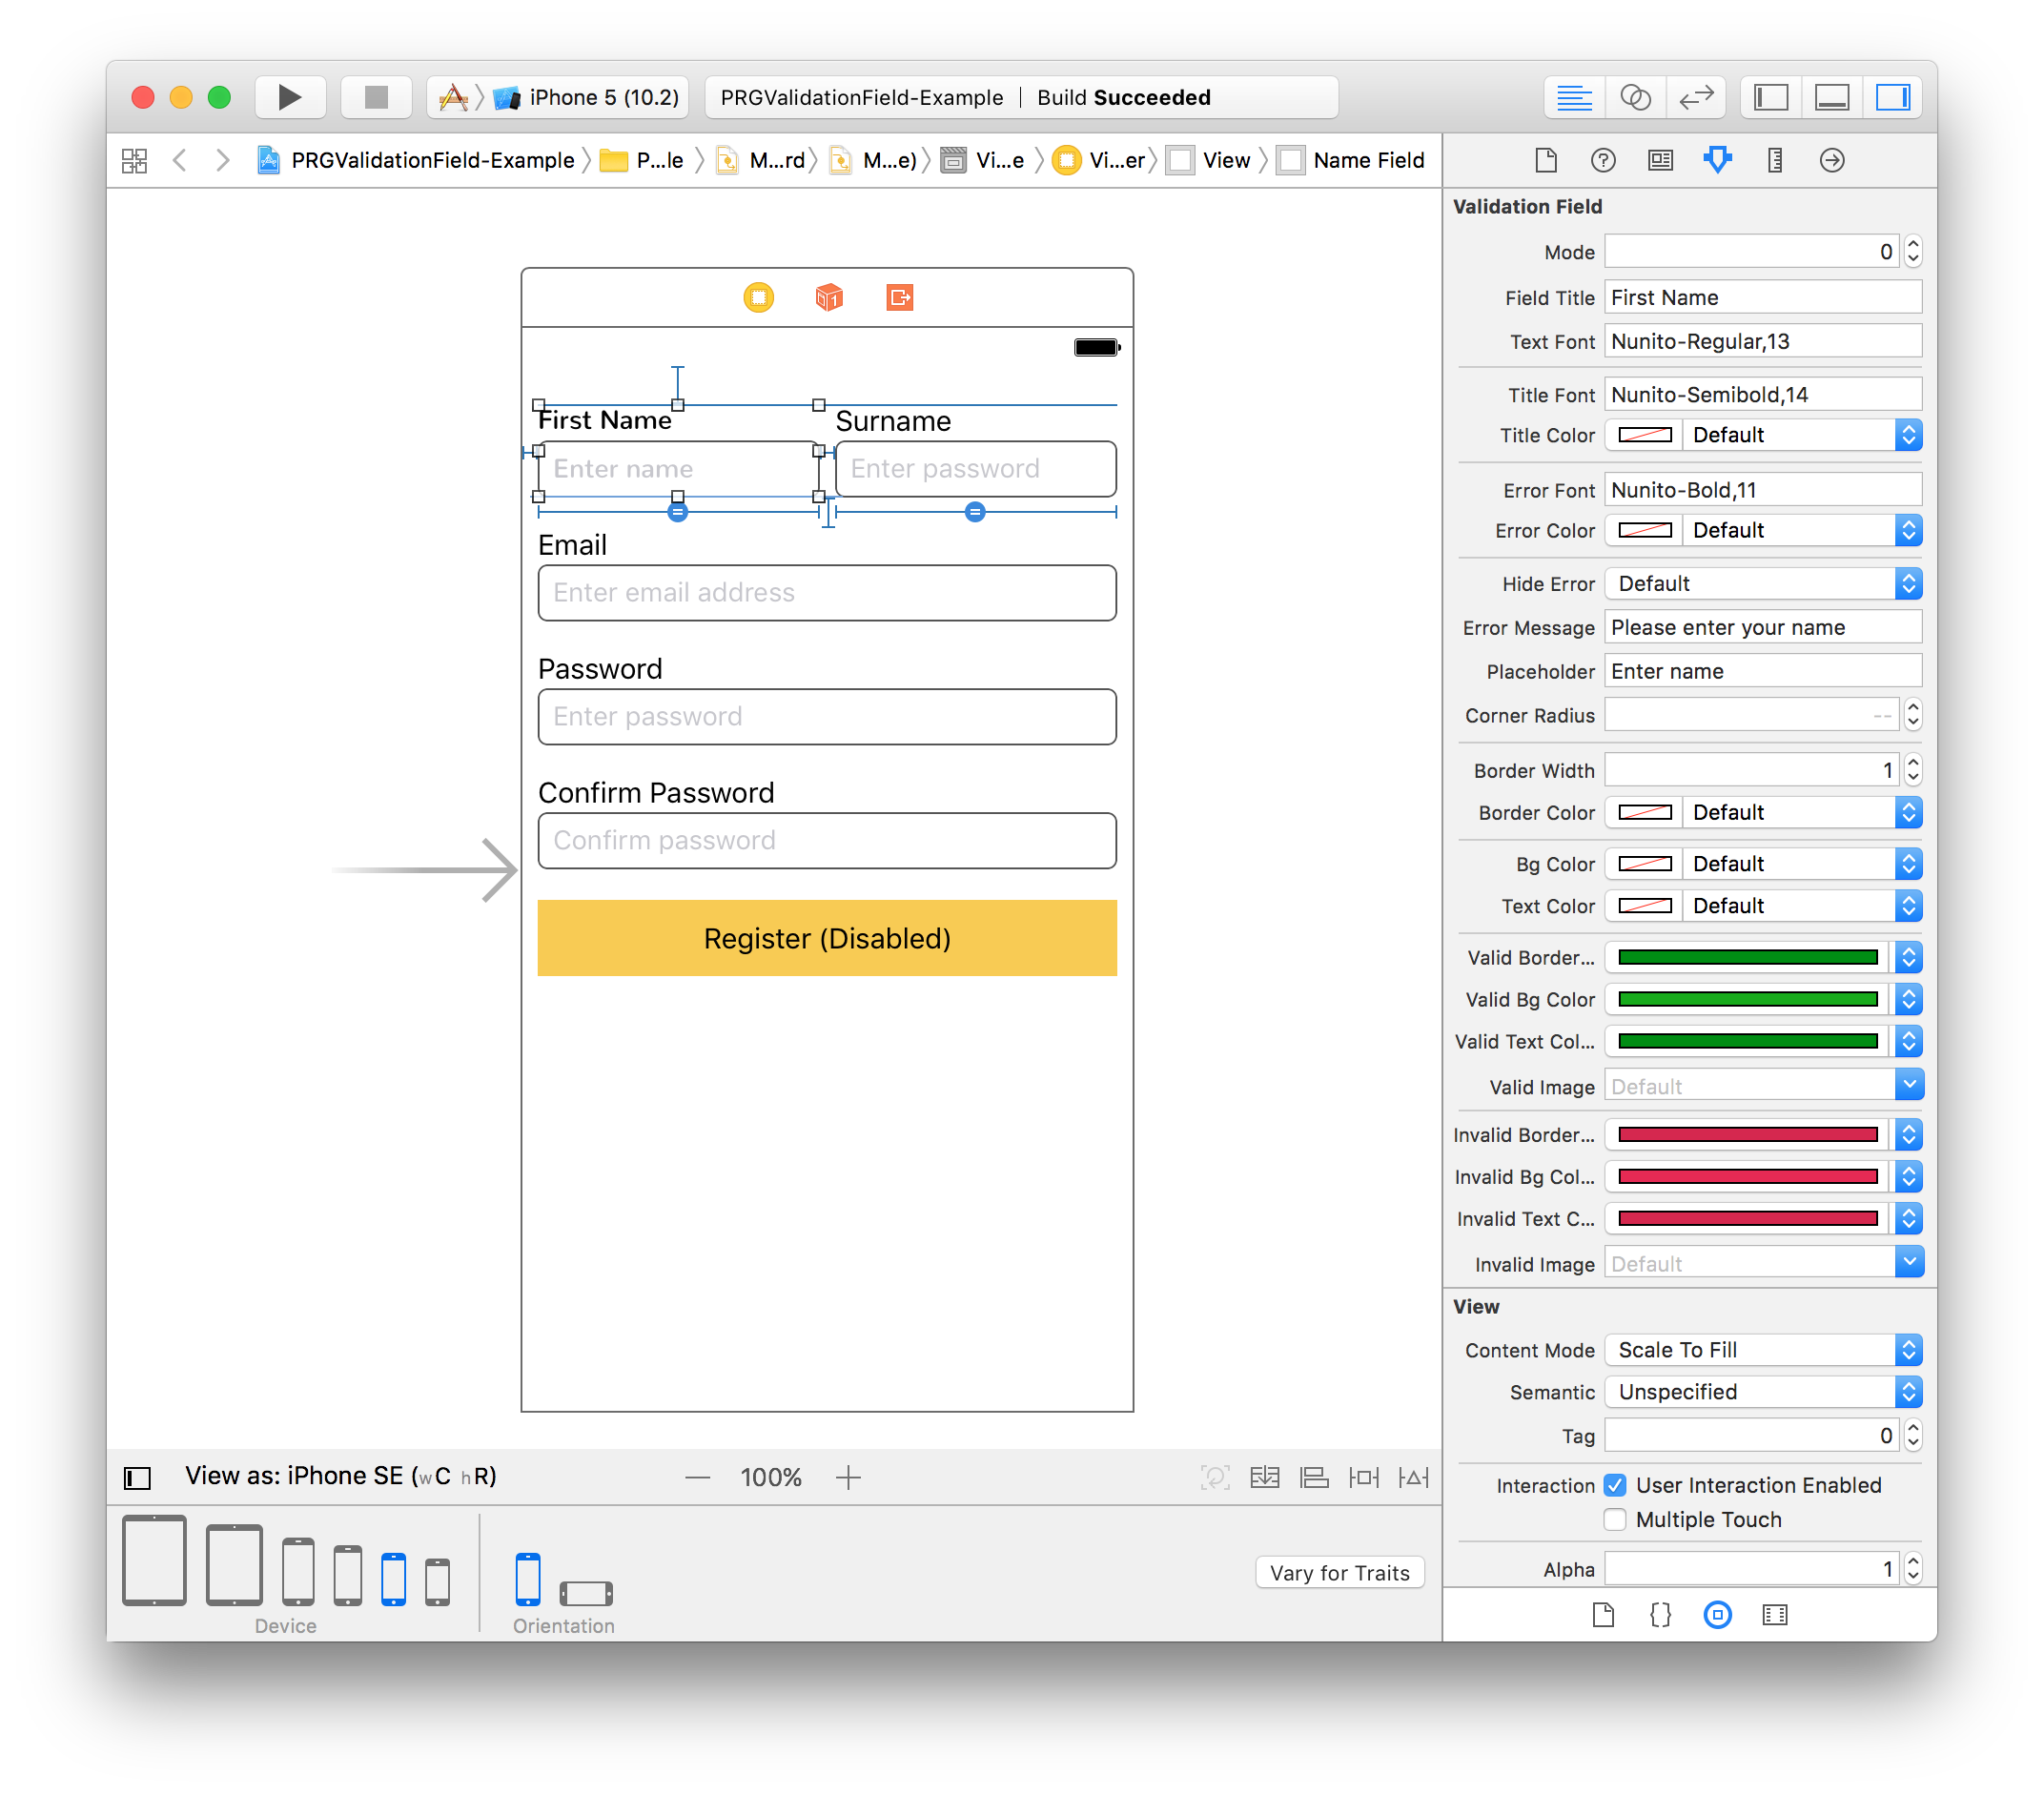 iPhone 5 (10.2)
PRGValidationField-Example | Build Succeeded
PRGValidationField-Example
P...le
M...rd
M...e)
Vi...e
Vi...er
View
Name Field
First Name
Surname
Enter name
Enter password
Email
Enter email address
Password
Enter password
Confirm Password
Confirm password
Register (Disabled)
View as: iPhone SE (wC hR)
100%
Device
Orientation
Vary for Traits
Validation Field
Mode 0
Field Title First Name
Text Font Nunito-Regular,13
Title Font Nunito-Semibold,14
Title Color Default
Error Font Nunito-Bold,11
Error Color Default
Hide Error Default
Error Message Please enter your name
Placeholder Enter name
Corner Radius --
Border Width 1
Border Color Default
Bg Color Default
Text Color Default
Valid Border...
Valid Bg Color
Valid Text Col...
Valid Image Default
Invalid Border...
Invalid Bg Col...
Invalid Text C...
Invalid Image Default
View
Content Mode Scale To Fill
Semantic Unspecified
Tag 0
Interaction User Interaction Enabled
Multiple Touch
Alpha 1